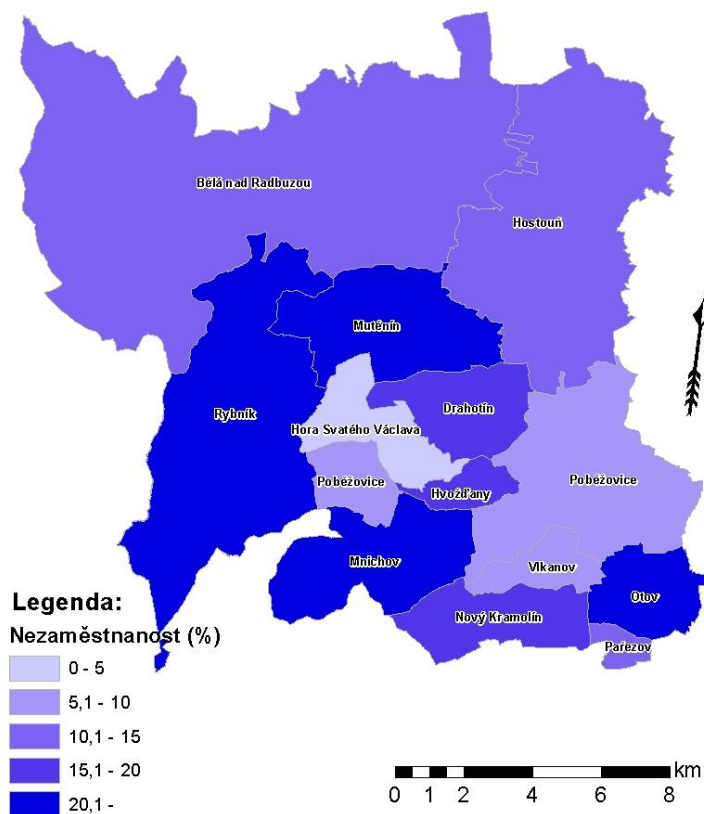 Bělá nad Radbuzou
Hostouň
Mutěnín
Rybník
Drahotín
Hora Svatého Václava
Poběžovice
Hvožďany
Poběžovice
Mnichov
Vlkanov
Otov
Nový Kramolín
Pařezov
Legenda:
Nezaměstnanost (%)
0 - 5
5,1 - 10
10,1 - 15
15,1 - 20
20,1 -
km
0 1 2 4 6 8